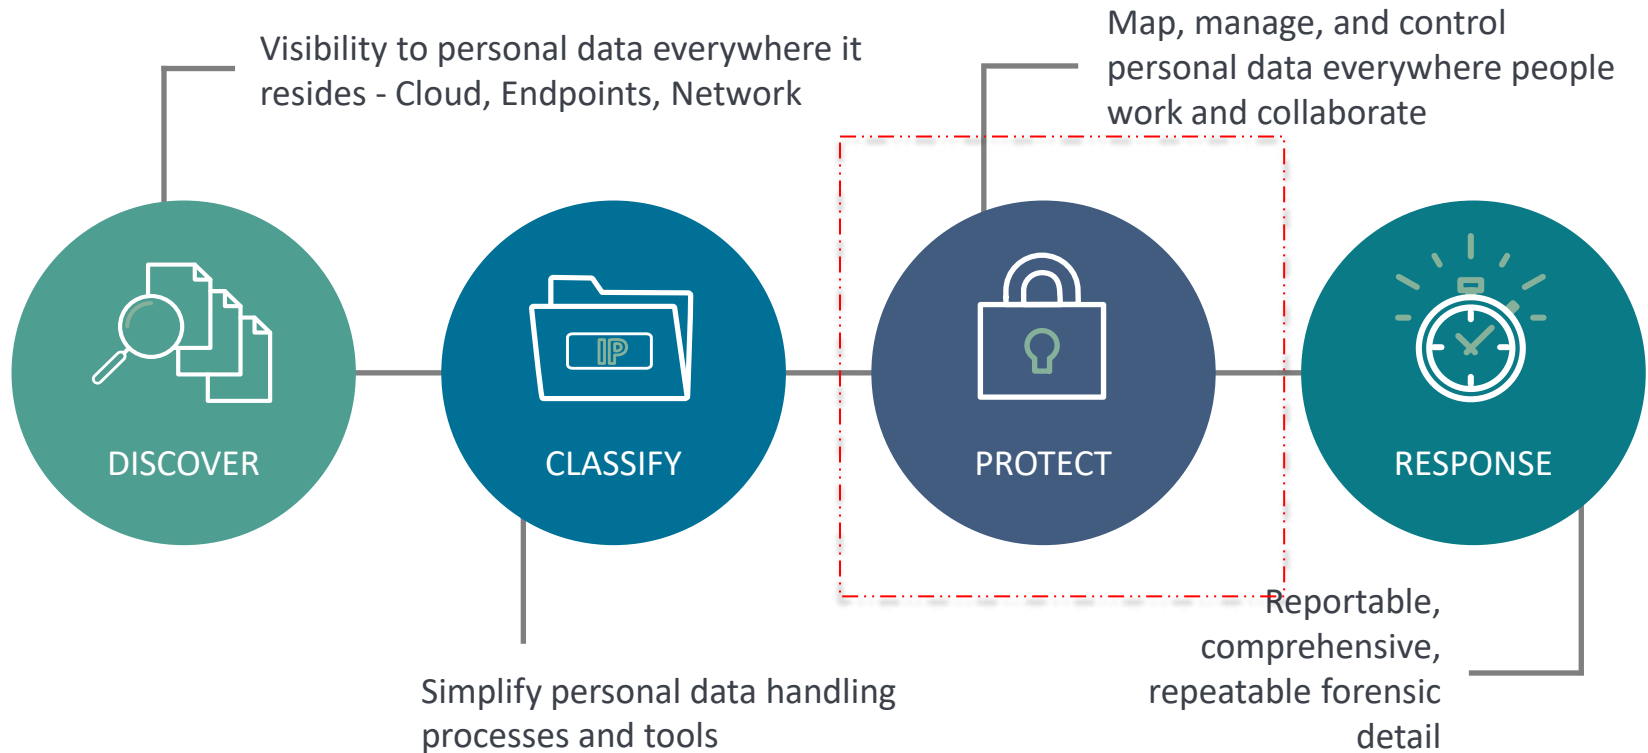 Visibility to personal data everywhere it
resides - Cloud, Endpoints, Network
Map, manage, and control
personal data everywhere people
work and collaborate
IP
DISCOVER
CLASSIFY
PROTECT
RESPONSE
Simplify personal data handling
processes and tools
Reportable,
comprehensive,
repeatable forensic
detail